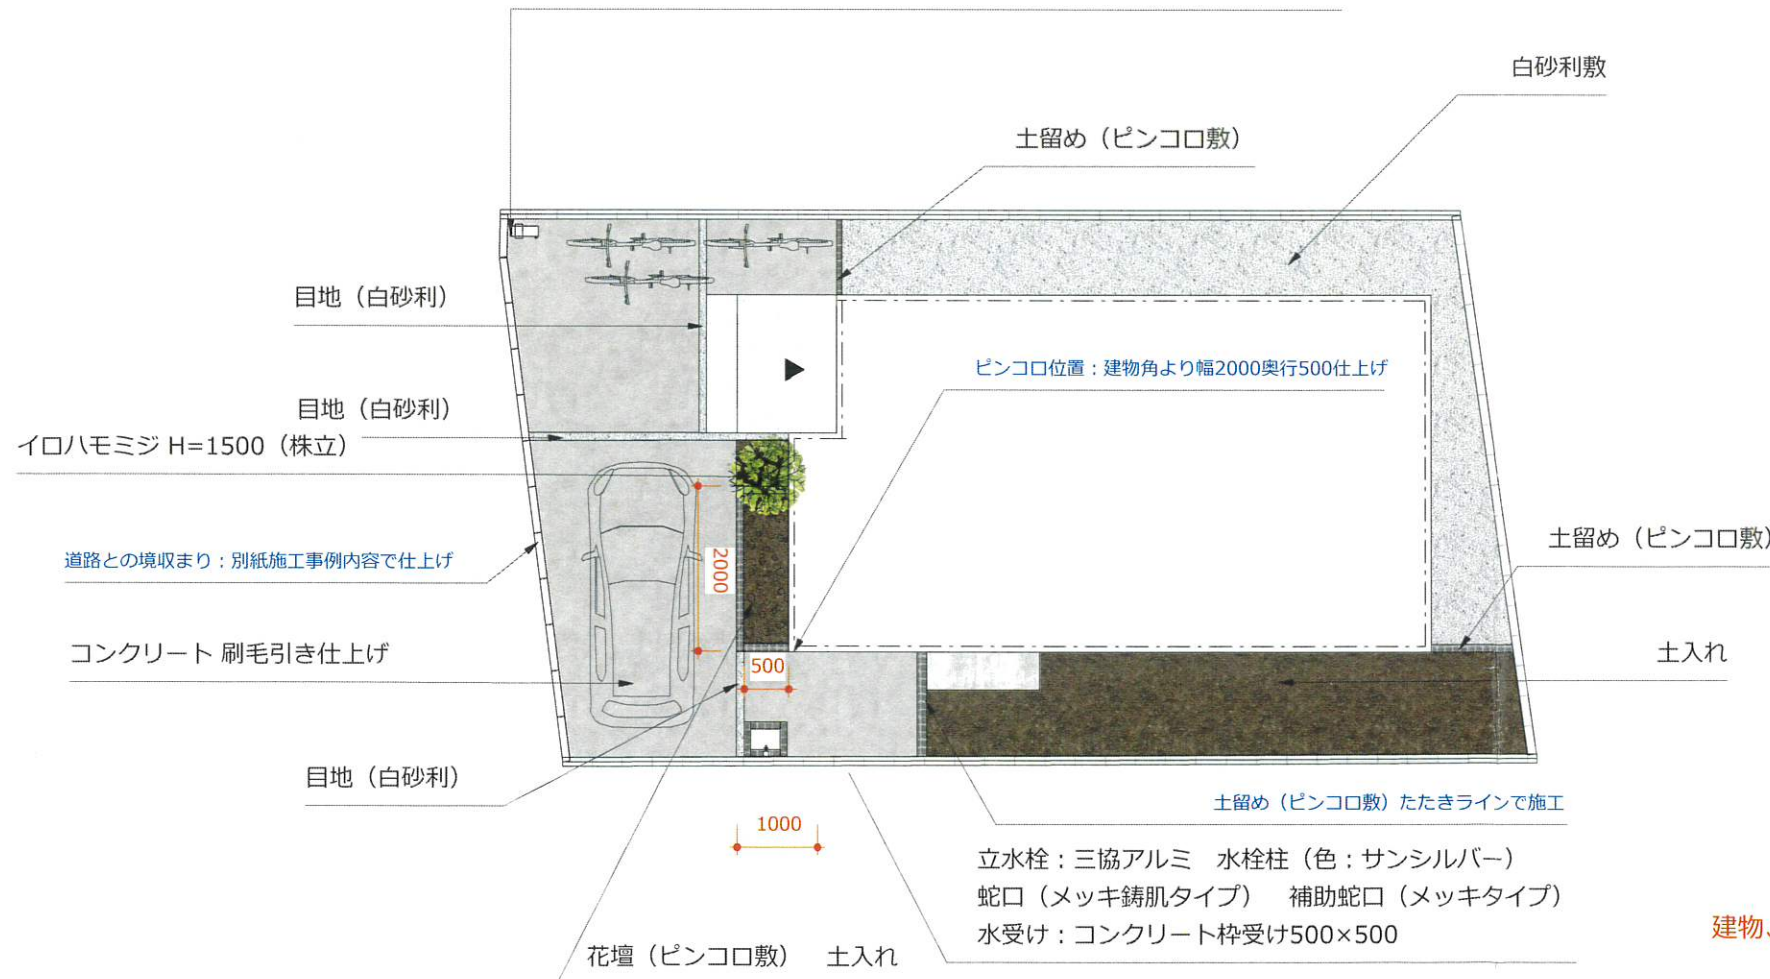 白砂利敷
土留め（ピンコロ敷）
目地（白砂利）
ピンコロ位置：建物角より幅2000奥行500仕上げ
目地（白砂利）
イロハモミジ H=1500（株立）
土留め（ピンコロ敷）
道路との境収まり：別紙施工事例内容で仕上げ
2000
コンクリート 刷毛引き仕上げ
土入れ
500
目地（白砂利）
土留め（ピンコロ敷）たたきラインで施工
1000
立水栓：三協アルミ　水栓柱（色：サンシルバー）
蛇口（メッキ鋳肌タイプ）　補助蛇口（メッキタイプ）
水受け：コンクリート枠受け500×500
建物、
花壇（ピンコロ敷）　土入れ